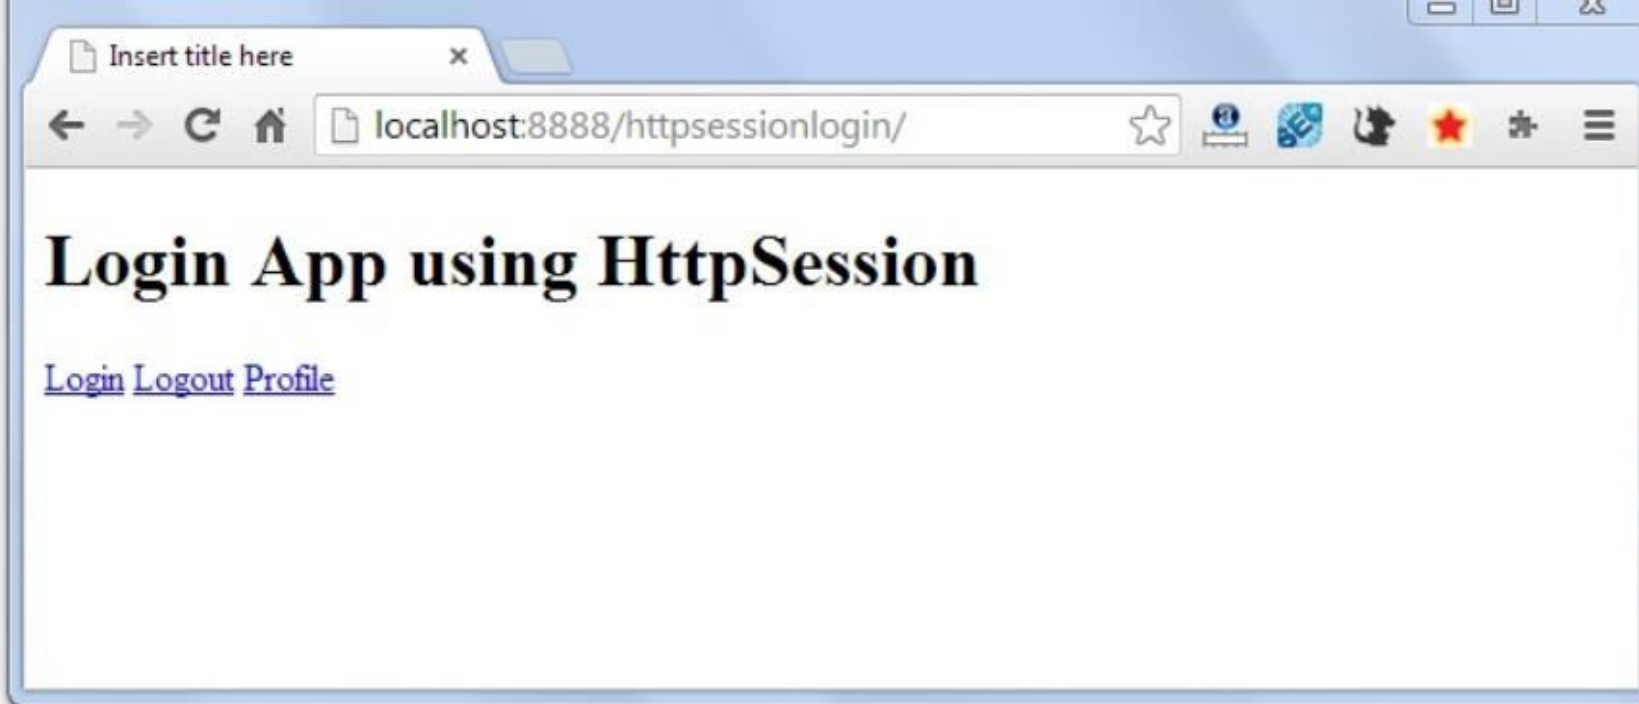 Insert title here
localhost:8888/httpsessionlogin/
Login App using HttpSession
Login Logout Profile